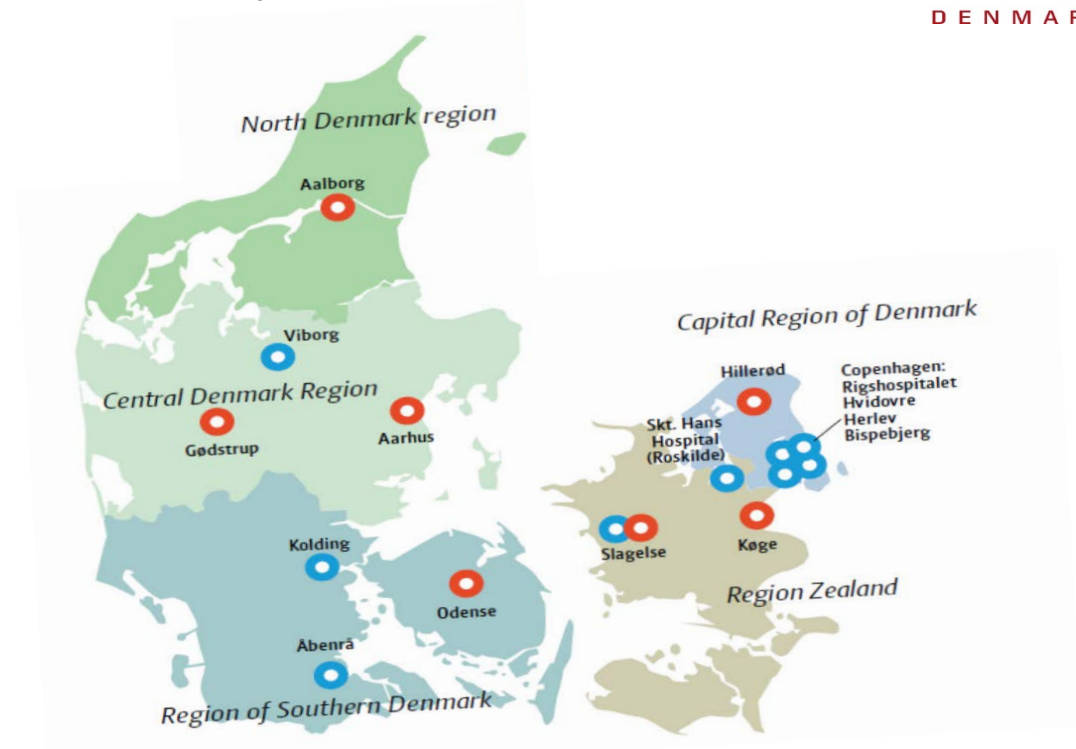 DENMAR
North Denmark region
Aalborg
Viborg
Central Denmark Region
Gødstrup
Aarhus
Kolding
Odense
Åbenrå
Region of Southern Denmark
Capital Region of Denmark
Hillerød
Copenhagen:
Rigshospitalet
Hvidovre
Herlev
Bispebjerg
Skt. Hans
Hospital
(Roskilde)
Slagelse
Køge
Region Zealand